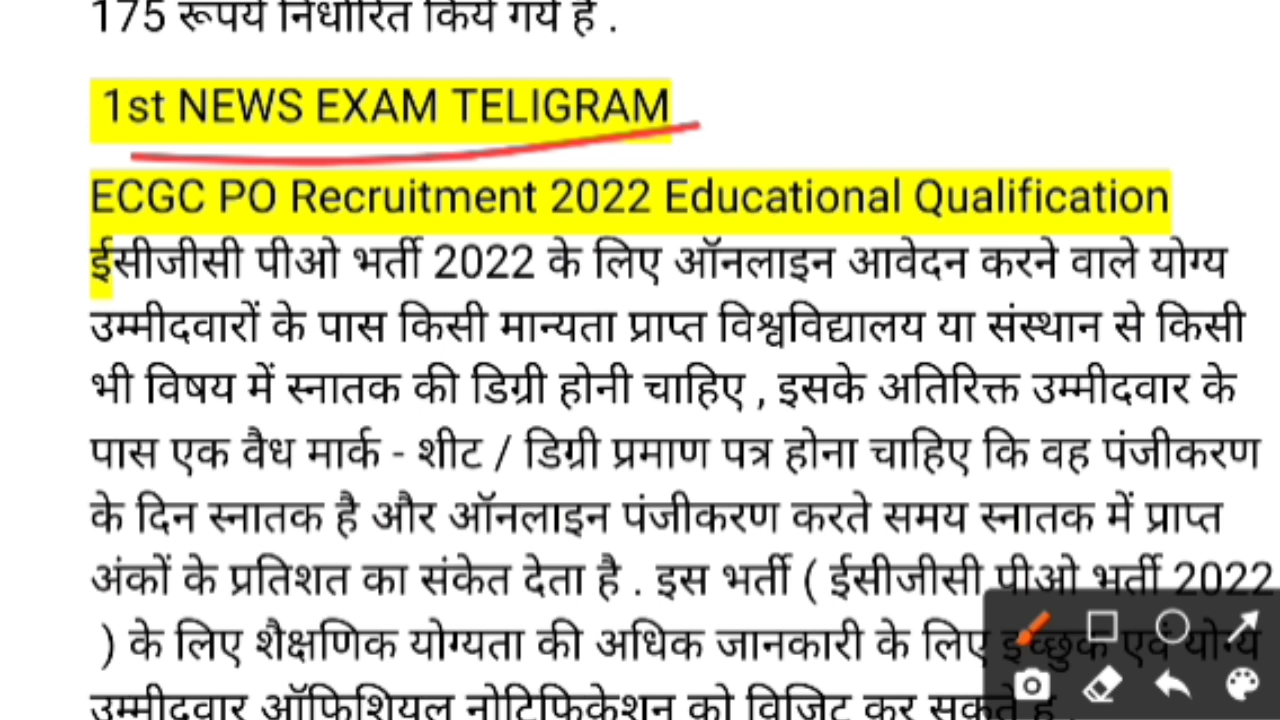 175 रूपये निर्धारित किये गये है .
1st NEWS EXAM TELIGRAM
ECGC PO Recruitment 2022 Educational Qualification
ईसीजीसी पीओ भर्ती 2022 के लिए ऑनलाइन आवेदन करने वाले योग्य
उम्मीदवारों के पास किसी मान्यता प्राप्त विश्वविद्यालय या संस्थान से किसी
भी विषय में स्नातक की डिग्री होनी चाहिए , इसके अतिरिक्त उम्मीदवार के
पास एक वैध मार्क - शीट / डिग्री प्रमाण पत्र होना चाहिए कि वह पंजीकरण
के दिन स्नातक है और ऑनलाइन पंजीकरण करते समय स्नातक में प्राप्त
अंकों के प्रतिशत का संकेत देता है . इस भर्ती ( ईसीजीसी पीओ भर्ती 2022
) के लिए शैक्षणिक योग्यता की अधिक जानकारी के लिए इच्छुक एवं योग्य
उम्मीदवार ऑफिशियल नोटिफिकेशन को विजिट कर सकते है .